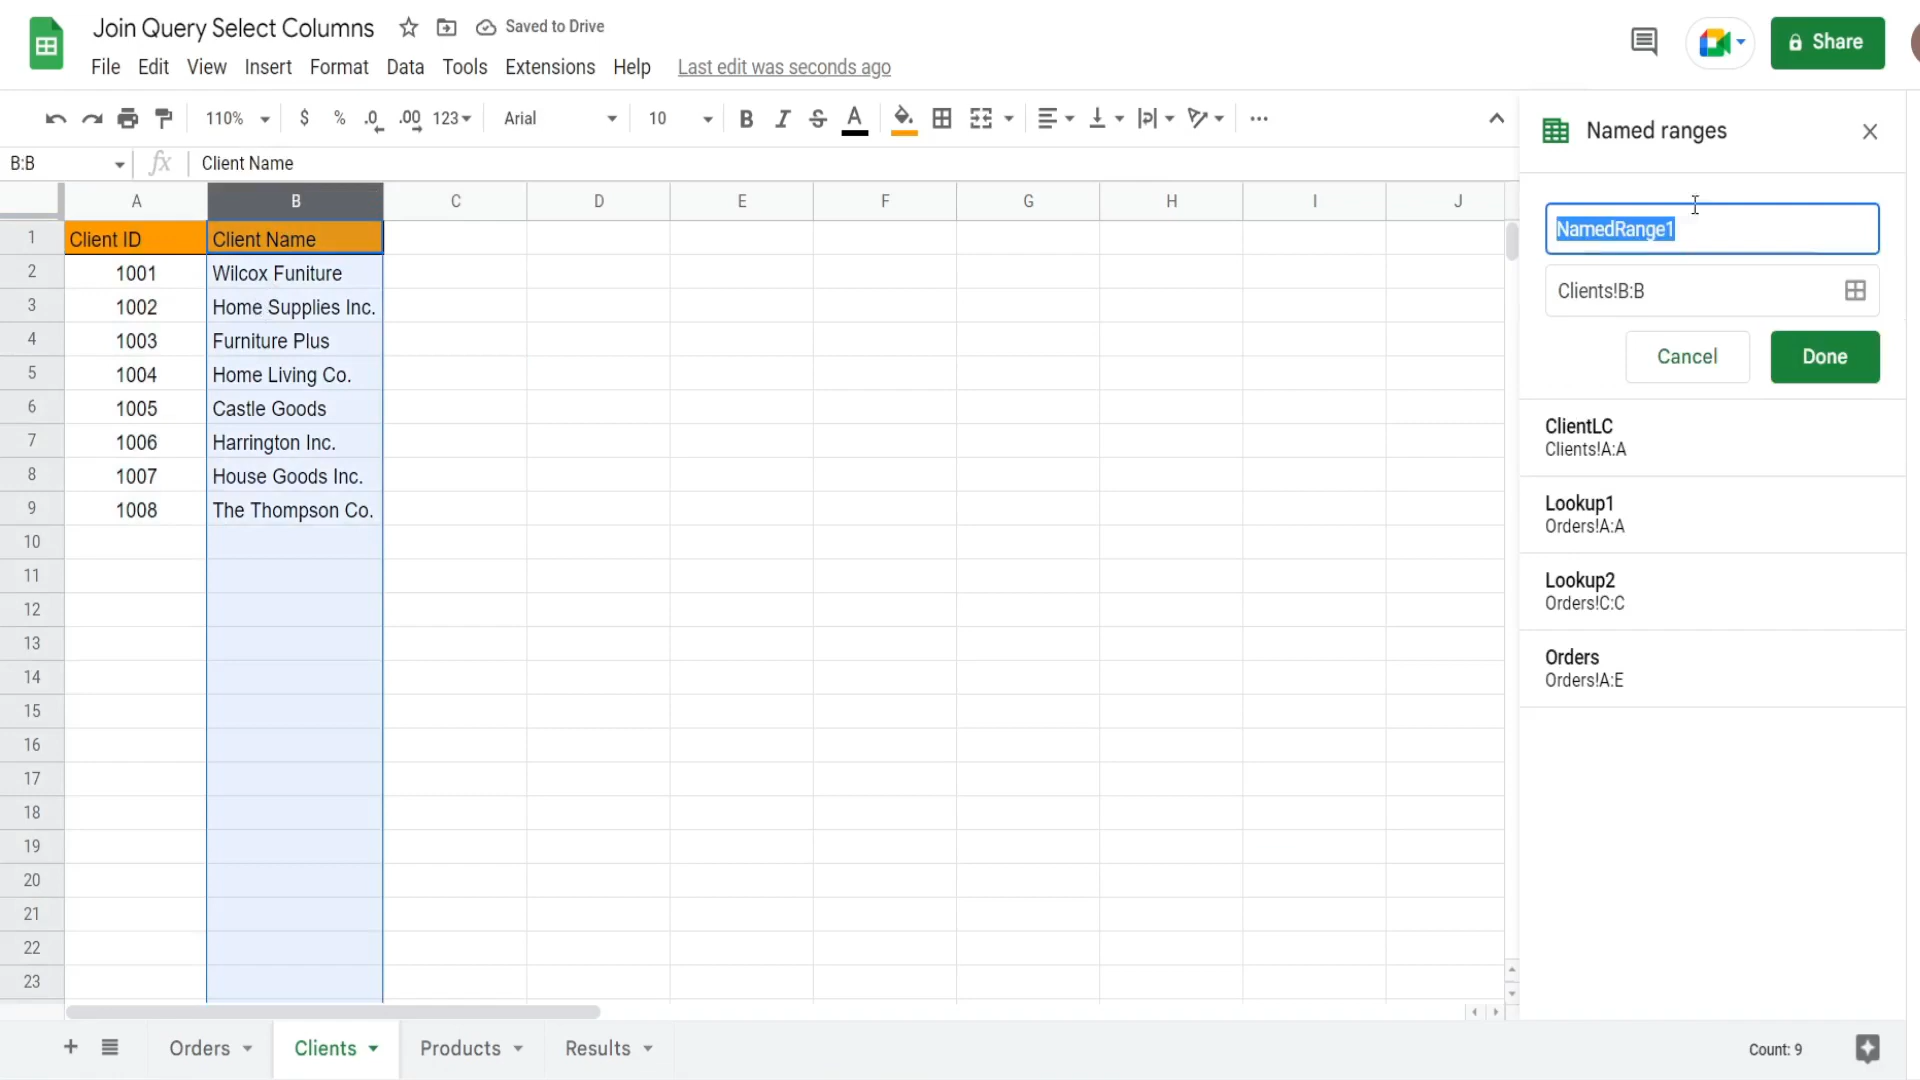 Join Query Select Columns Saved to Drive
File Edit View Insert Format Data Tools Extensions Help Last edit was seconds ago
Share
110% $ % .0 .00 123 Arial 10 B I S A
B:B fx Client Name
A B C D E F G H I J
1 Client ID Client Name
2 1001 Wilcox Funiture
3 1002 Home Supplies Inc.
4 1003 Furniture Plus
5 1004 Home Living Co.
6 1005 Castle Goods
7 1006 Harrington Inc.
8 1007 House Goods Inc.
9 1008 The Thompson Co.
10
11
12
13
14
15
16
17
18
19
20
21
22
23
Named ranges
NamedRange1
Clients!B:B
Cancel Done
ClientLC
Clients!A:A
Lookup1
Orders!A:A
Lookup2
Orders!C:C
Orders
Orders!A:E
Orders Clients Products Results Count: 9